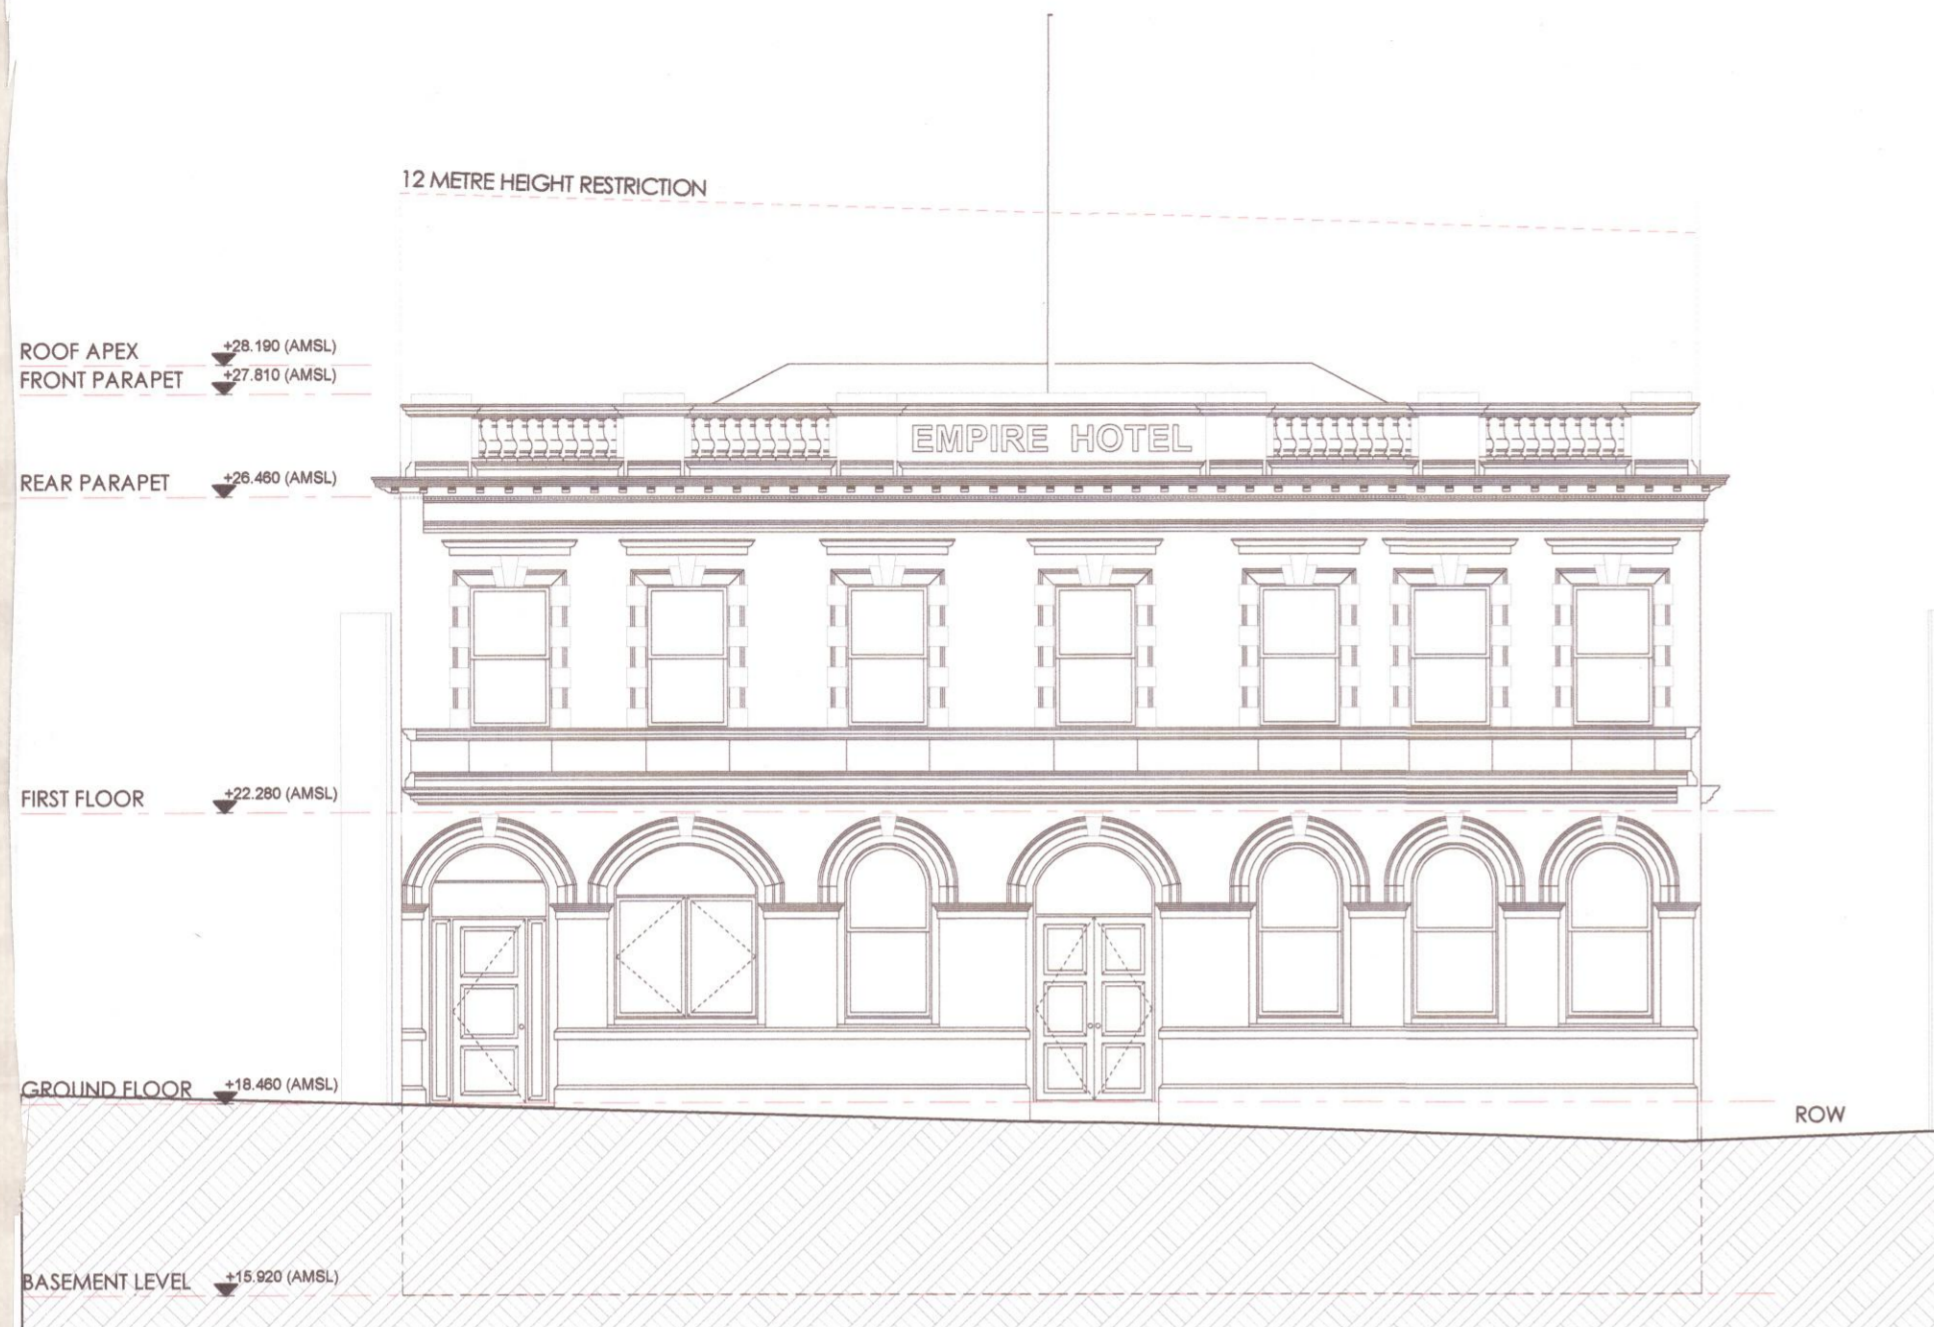 12 METRE HEIGHT RESTRICTION
ROOF APEX +28.190 (AMSL)
FRONT PARAPET +27.810 (AMSL)
EMPIRE HOTEL
REAR PARAPET +26.460 (AMSL)
FIRST FLOOR +22.280 (AMSL)
GROUND FLOOR +18.460 (AMSL)
ROW
BASEMENT LEVEL +15.920 (AMSL)